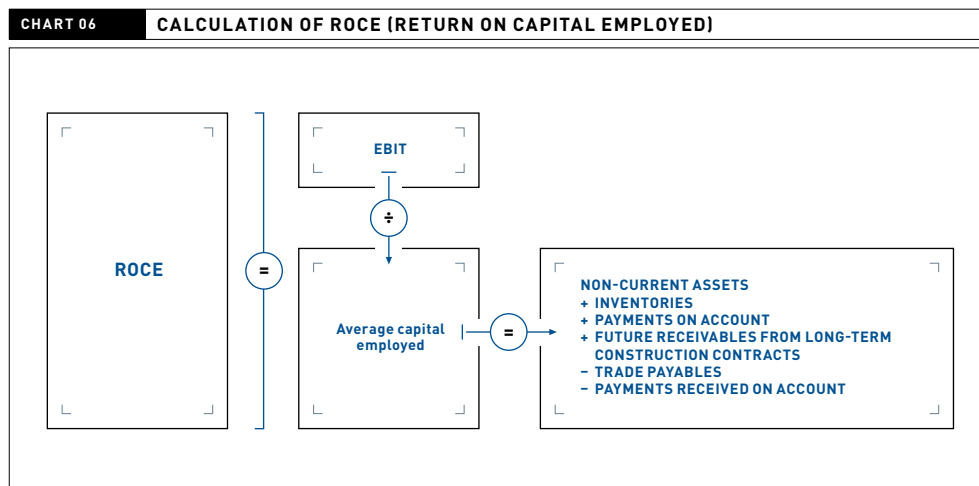 CHART 06
CALCULATION OF ROCE (RETURN ON CAPITAL EMPLOYED)
ROCE
=
EBIT
÷
Average capital
employed
=
NON-CURRENT ASSETS
+ INVENTORIES
+ PAYMENTS ON ACCOUNT
+ FUTURE RECEIVABLES FROM LONG-TERM
CONSTRUCTION CONTRACTS
– TRADE PAYABLES
– PAYMENTS RECEIVED ON ACCOUNT